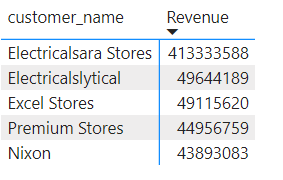 customer_name Revenue
Electricalsara Stores 413333588
Electricalslytical 49644189
Excel Stores 49115620
Premium Stores 44956759
Nixon 43893083